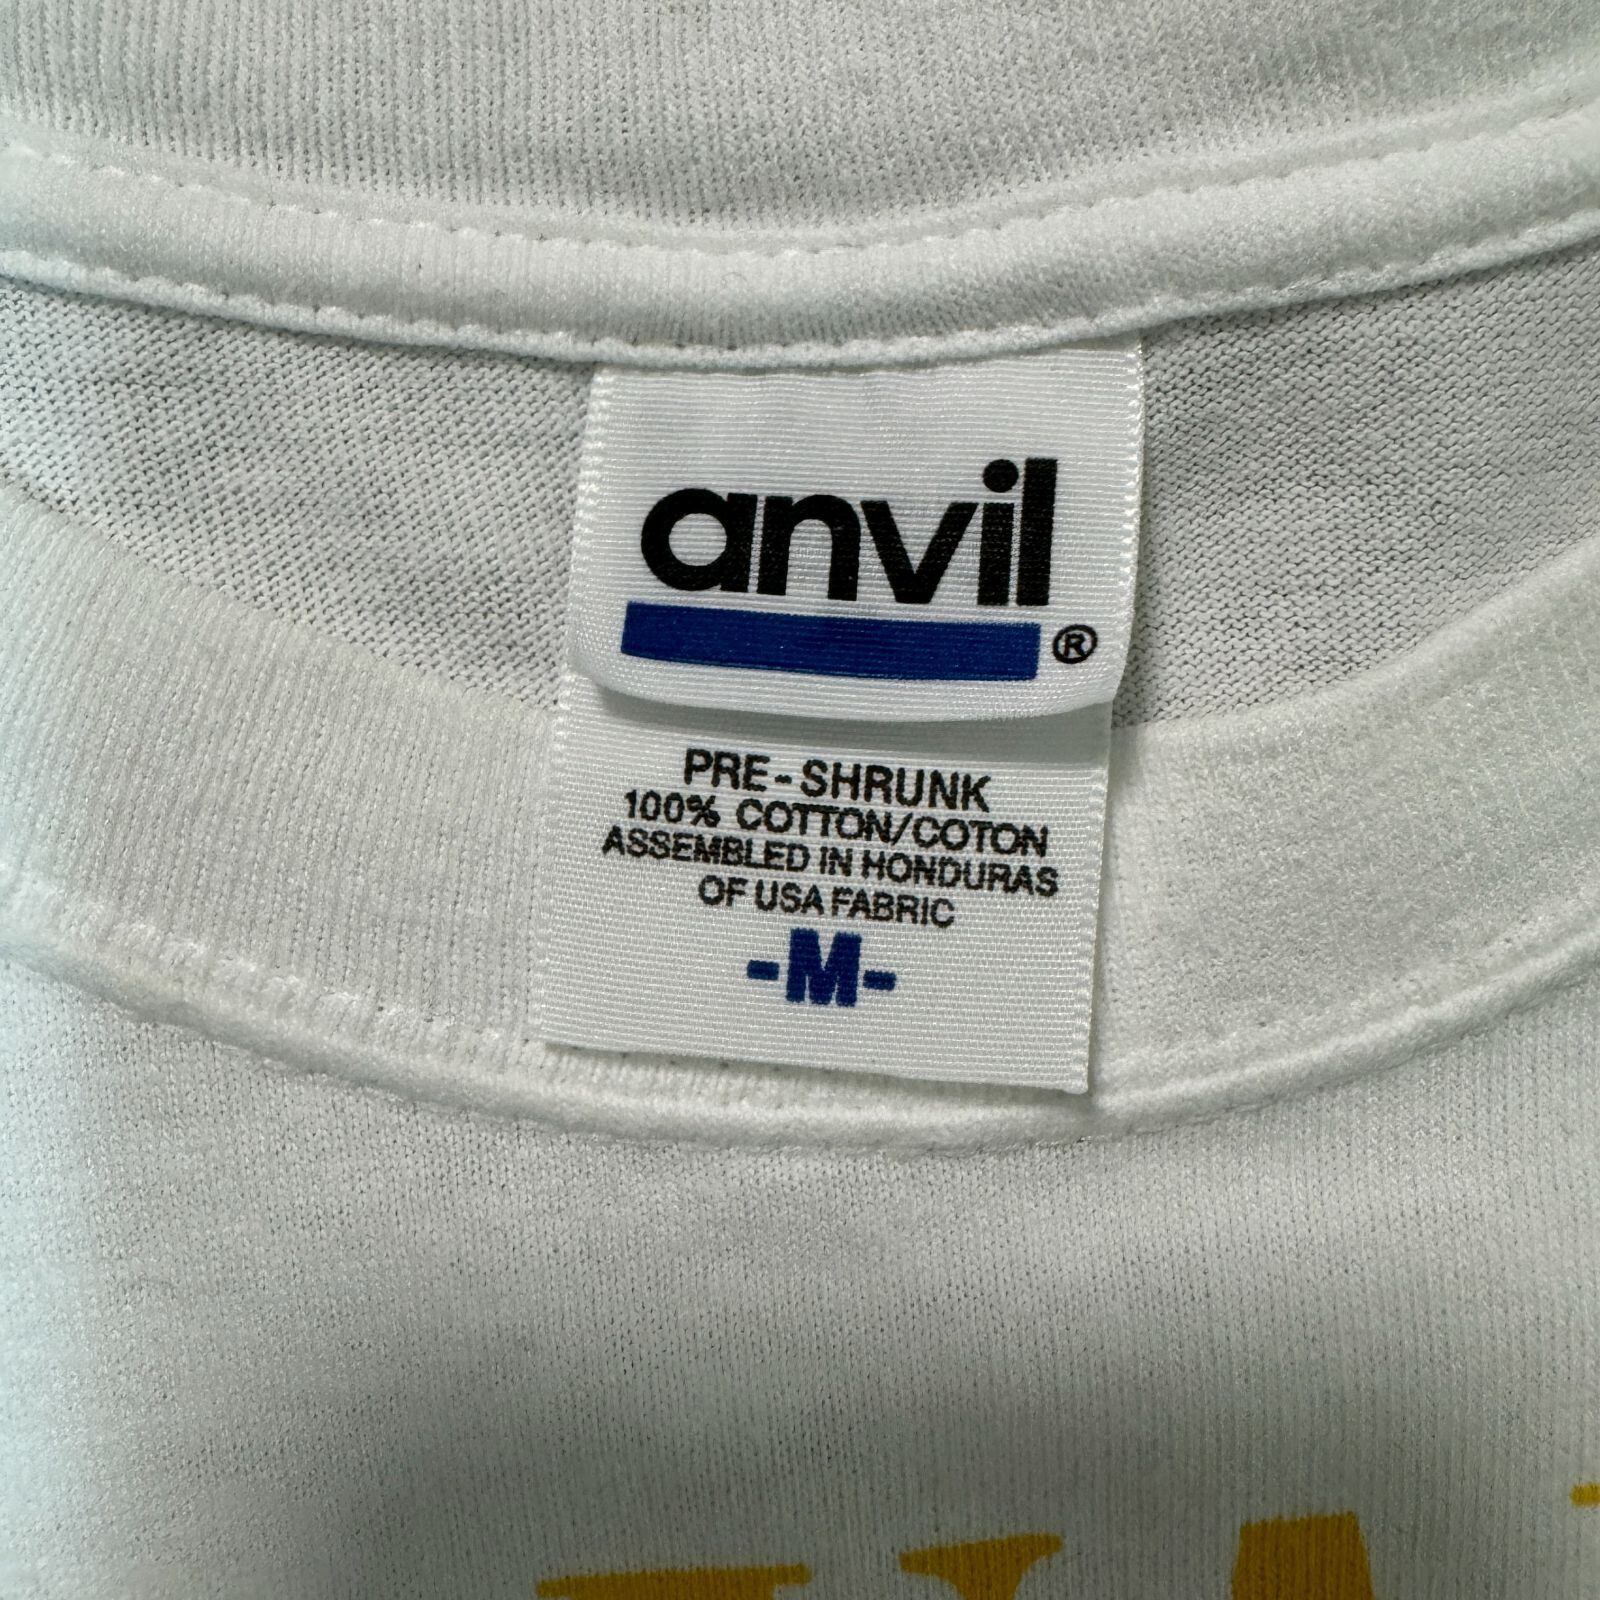 anvil
®
PRE-SHRUNK
100% COTTON/COTON
ASSEMBLED IN HONDURAS
OF USA FABRIC
-M-